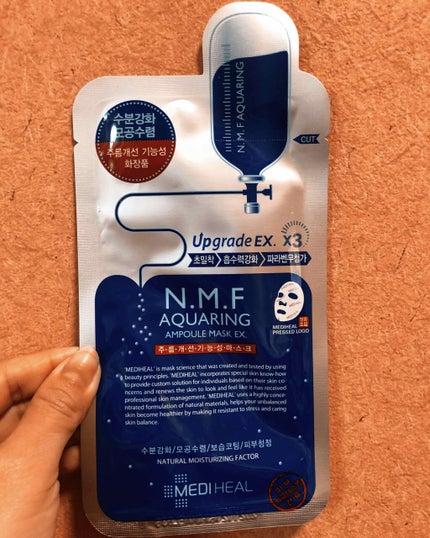 N.M.F AQUARING
수분강화
모공수렴
주름개선 기능성
화장품
CUT
Upgrade EX. X3
초밀착 흡수력강화 파라벤무첨가
N.M.F
AQUARING
AMPOULE MASK EX.
MEDIHEAL
PRESSED LOGO
주·름·개·선·기·능·성·마·스·크
'MEDIHEAL' is mask science that was created and tested by using
beauty principles. 'MEDIHEAL' incorporates special skin know-how
to provide custom solution for individuals based on their skin co-
ncerns and renews the skin to look and feel like it has received
professional skin management. 'MEDIHEAL' uses a highly conce-
ntrated formulation of natural materials, helps your unbalanced
skin become healthier by making it resistant to stress and caring
skin balance.
수분강화/모공수렴/보습코팅/피부청정
NATURAL MOISTURIZING FACTOR
MEDIHEAL